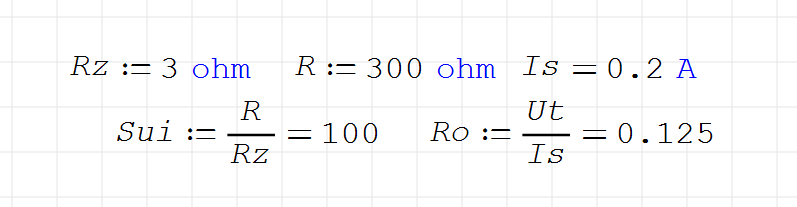 Rz := 3 ohm R := 300 ohm Is = 0.2 A
Sui := R/Rz = 100 Ro := Ut/Is = 0.125